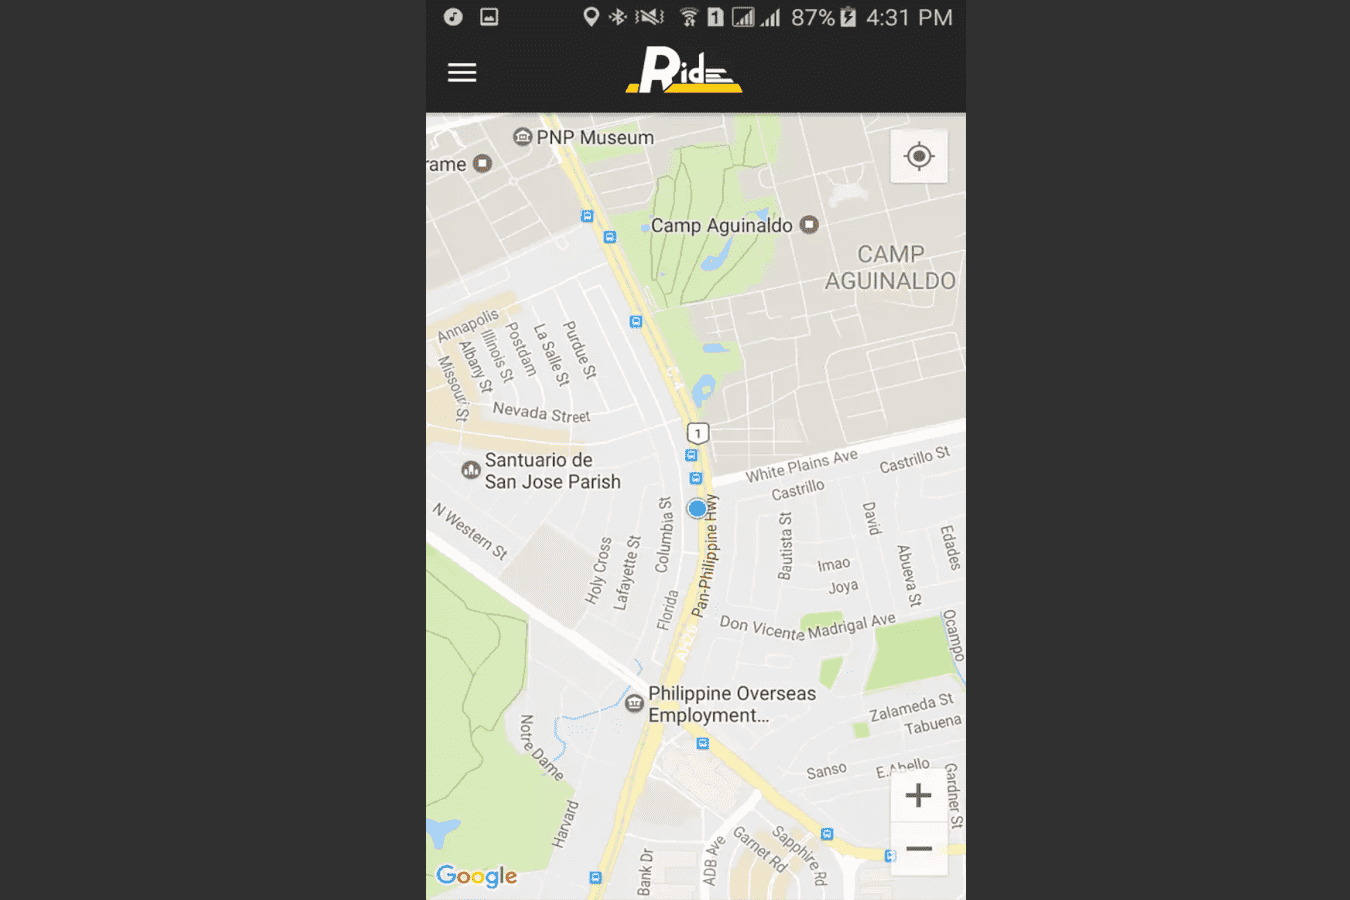 1 87% 4:31 PM
Ride
PNP Museum
rame
Camp Aguinaldo
CAMP
AGUINALDO
Annapolis
Purdue St
La Salle St
Postdam
Illinois St
Albany St
Missouri St
Nevada Street
C-4
1
White Plains Ave
Castrillo St
Castrillo
Santuario de
San Jose Parish
N Western St
Holy Cross
Lafayette St
Columbia St
Florida
Pan-Philippine Hwy
Bautista St
David
Edades
Imao
Joya
Abueva St
Don Vicente Madrigal Ave
Ocampo
AH26
Philippine Overseas
Employment...
Zalameda St
Tabuena
Notre Dame
Sanso
E.Abello
Gardner St
Harvard
+
−
Bank Dr
ADB Ave
Garnet Rd
Sapphire Rd
Google